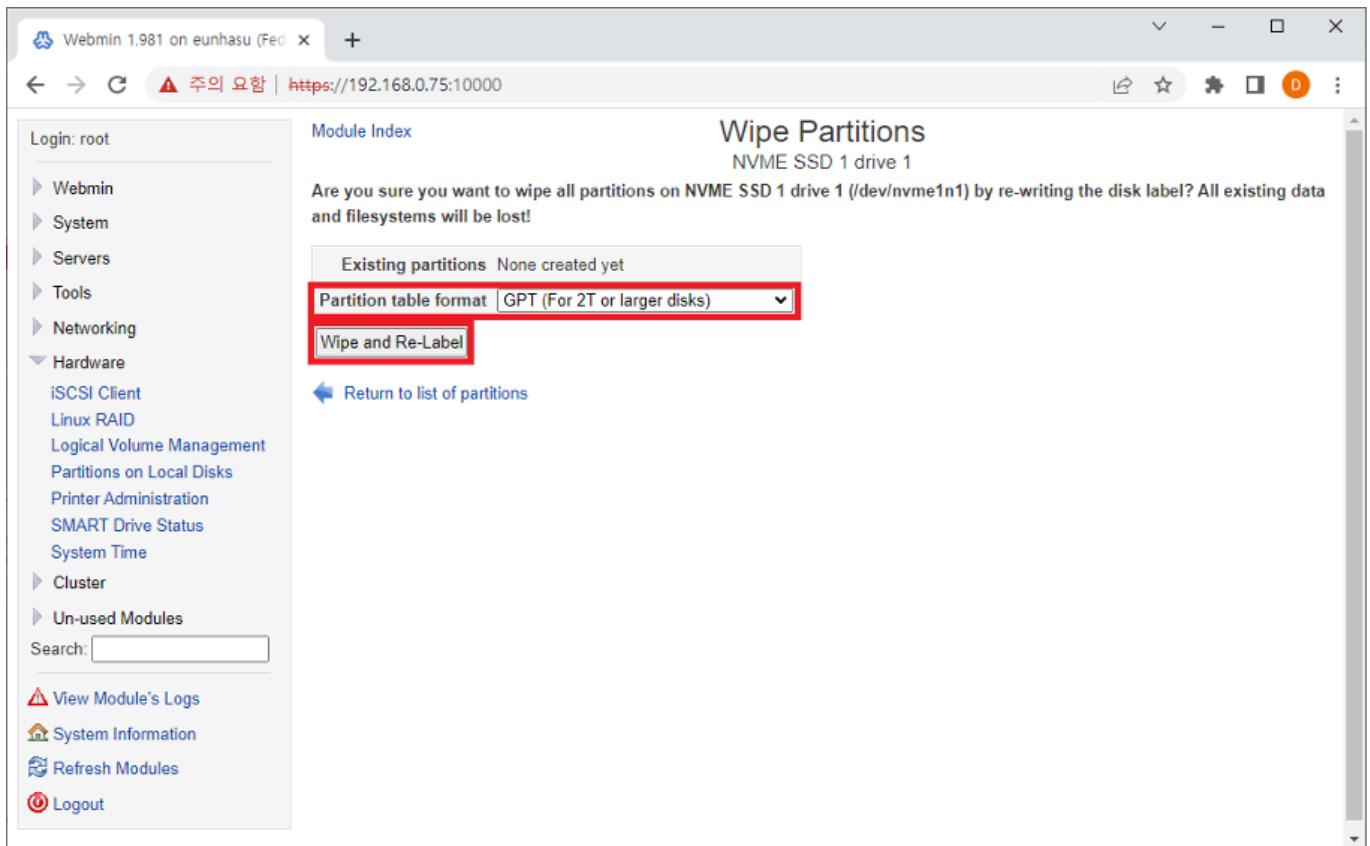 Webmin 1.981 on eunhasu (Fed
주의 요함 https://192.168.0.75:10000
D
Login: root
Webmin
System
Servers
Tools
Networking
Hardware
iSCSI Client
Linux RAID
Logical Volume Management
Partitions on Local Disks
Printer Administration
SMART Drive Status
System Time
Cluster
Un-used Modules
Search:
View Module's Logs
System Information
Refresh Modules
Logout
Module Index
Wipe Partitions
NVME SSD 1 drive 1
Are you sure you want to wipe all partitions on NVME SSD 1 drive 1 (/dev/nvme1n1) by re-writing the disk label? All existing data
and filesystems will be lost!
Existing partitions None created yet
Partition table format GPT (For 2T or larger disks)
Wipe and Re-Label
Return to list of partitions